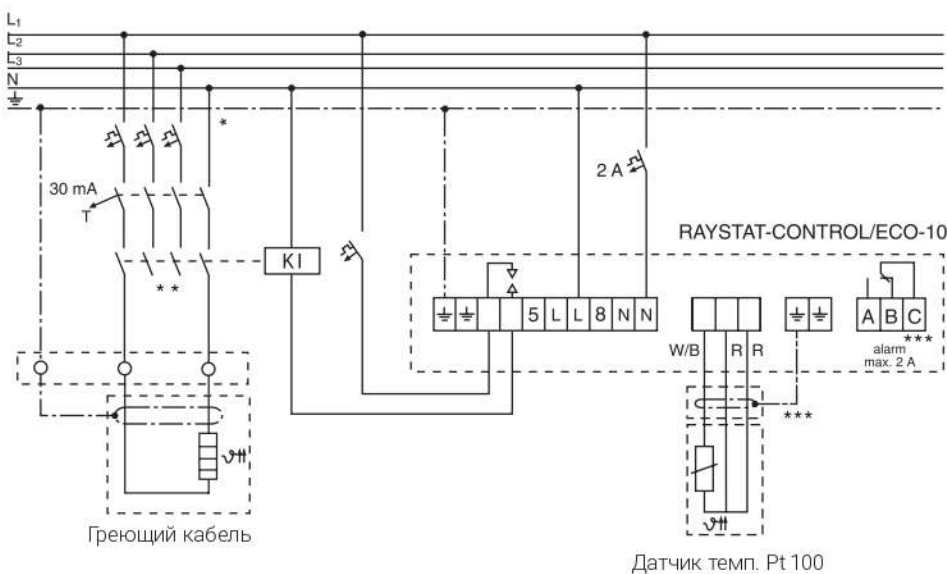 L1
L2
L3
N
*
30 mA
T
2 A
RAYSTAT-CONTROL/ECO-10
KI
* *
5 L L 8 N N
A B C
***
W/B R R
alarm
max. 2 A
***
Греющий кабель
Датчик темп. Pt 100